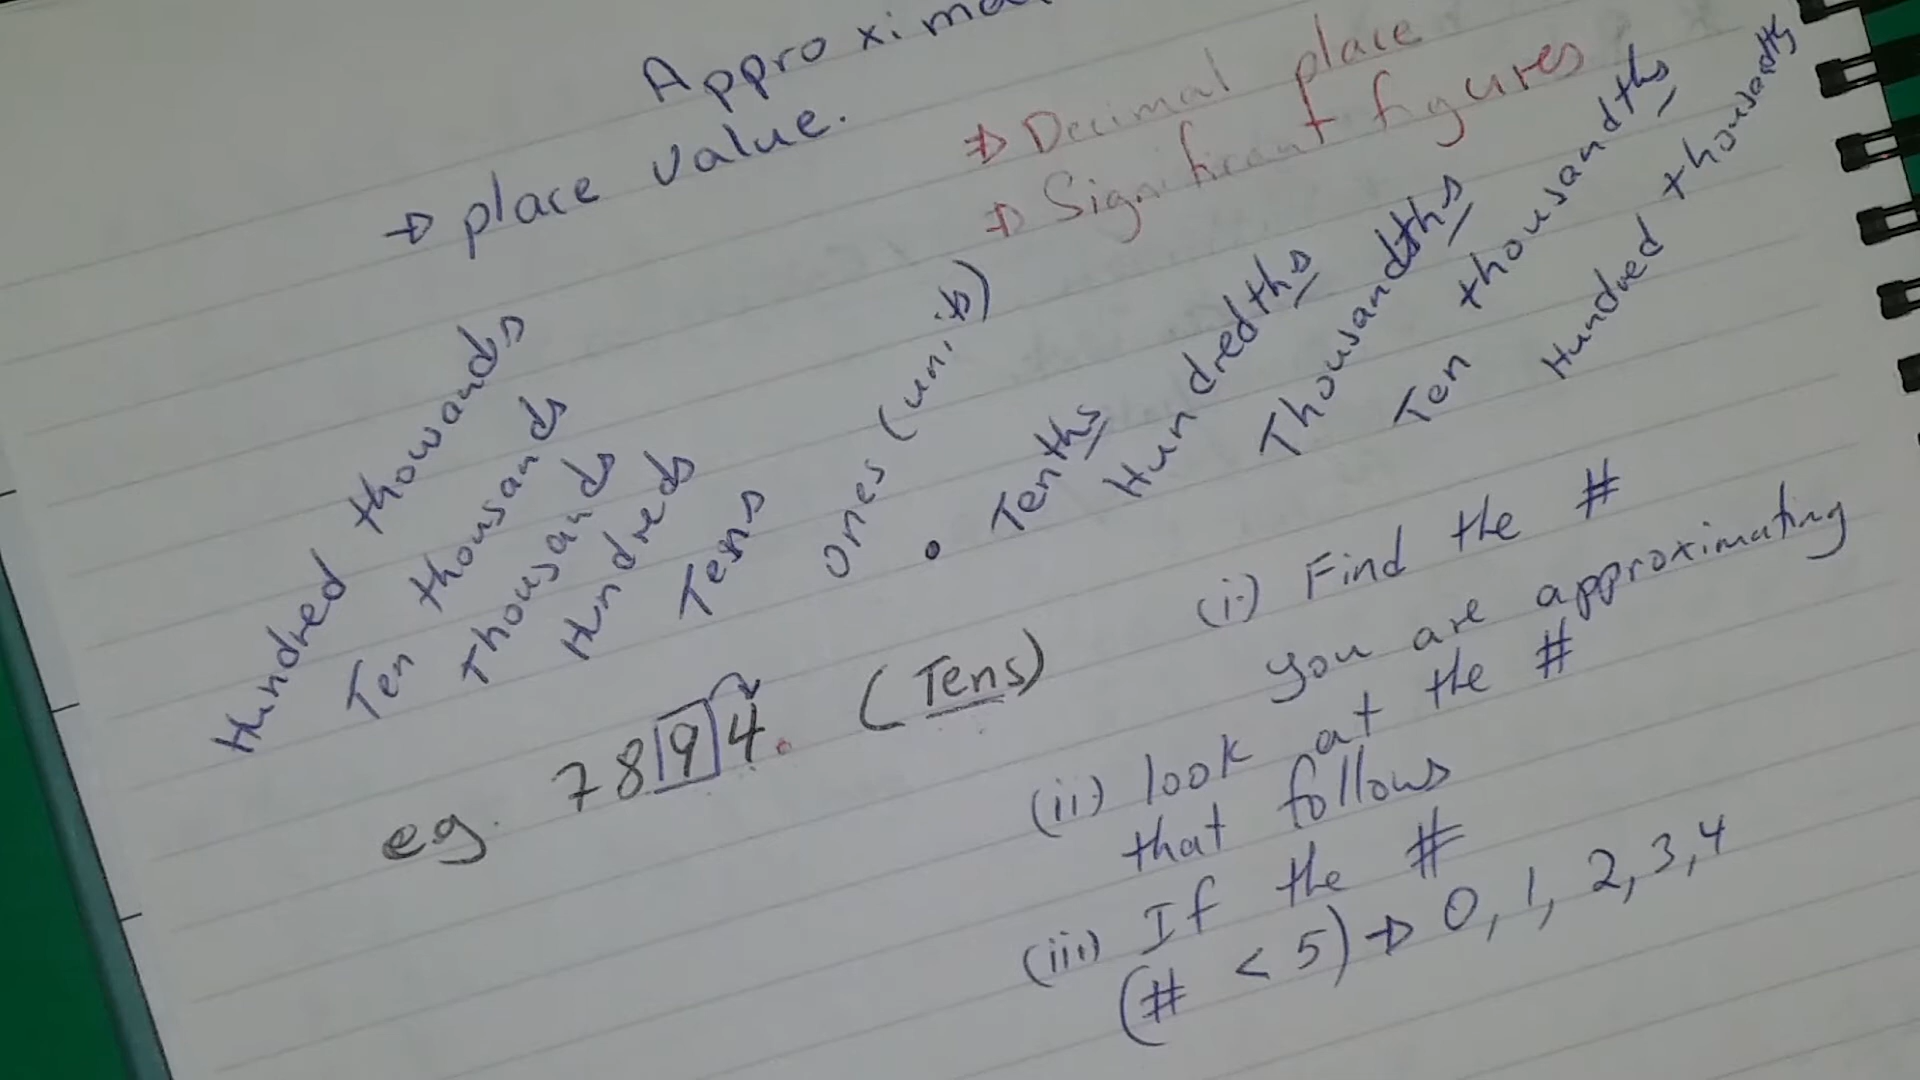 Approxima
→ place value.
→ Decimal place
→ Significant figures
Hundred thousands
Ten thousands
Thousands
Hundreds
Tens
ones (units)
.
Tenths
Hundredths
Thousandths
Ten thousandths
Hundred thousandths
eg. 7894. (Tens)
(i) Find the #
you are approximating
(ii) look at the #
that follows
(iii) If the #
(# < 5) → 0, 1, 2, 3, 4